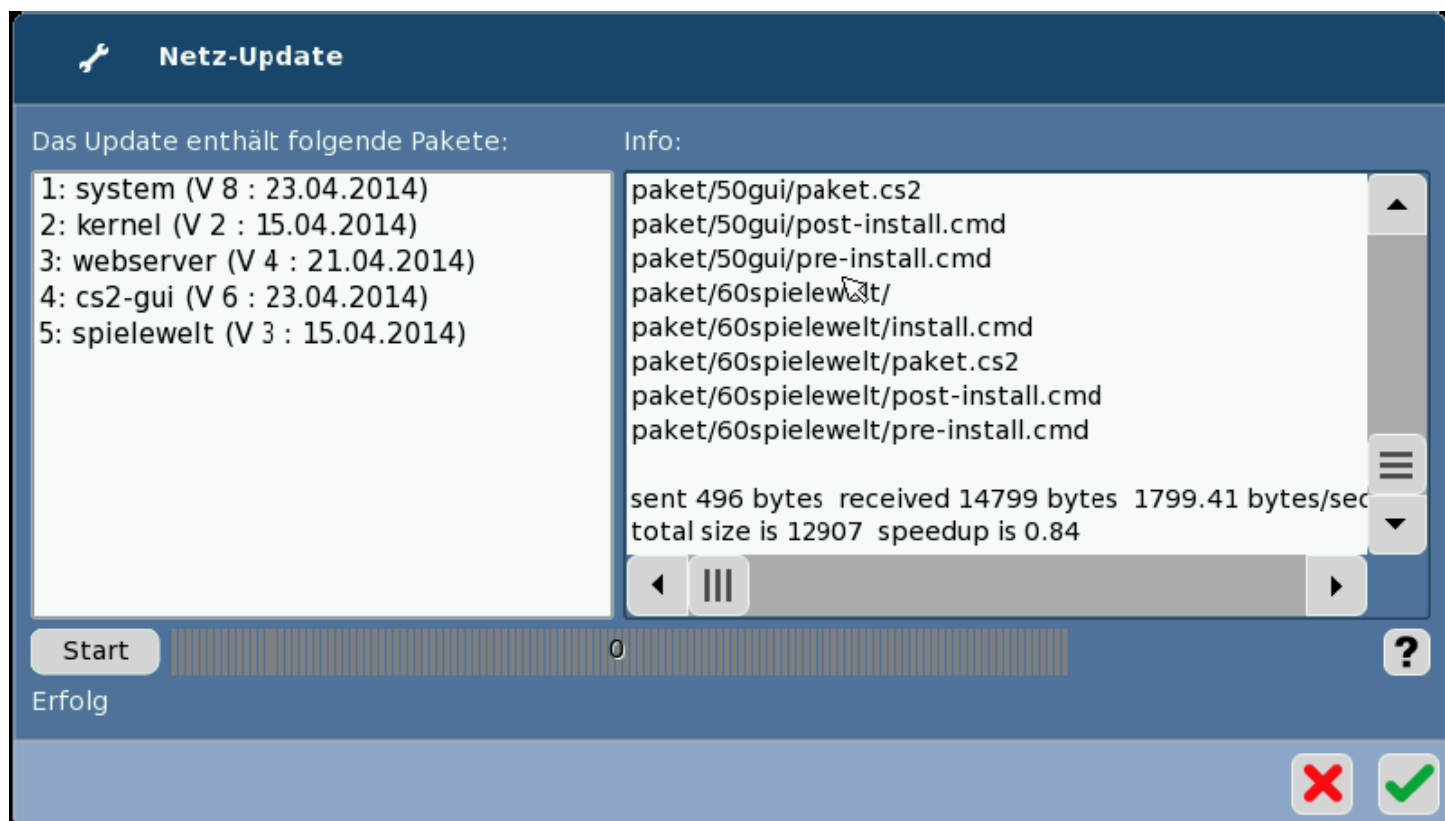 Netz-Update
Das Update enthält folgende Pakete:
1: system (V 8 : 23.04.2014)
2: kernel (V 2 : 15.04.2014)
3: webserver (V 4 : 21.04.2014)
4: cs2-gui (V 6 : 23.04.2014)
5: spielewelt (V 3 : 15.04.2014)
Info:
paket/50gui/paket.cs2
paket/50gui/post-install.cmd
paket/50gui/pre-install.cmd
paket/60spielewelt/
paket/60spielewelt/install.cmd
paket/60spielewelt/paket.cs2
paket/60spielewelt/post-install.cmd
paket/60spielewelt/pre-install.cmd
sent 496 bytes  received 14799 bytes  1799.41 bytes/sec
total size is 12907  speedup is 0.84
Start
0
?
Erfolg